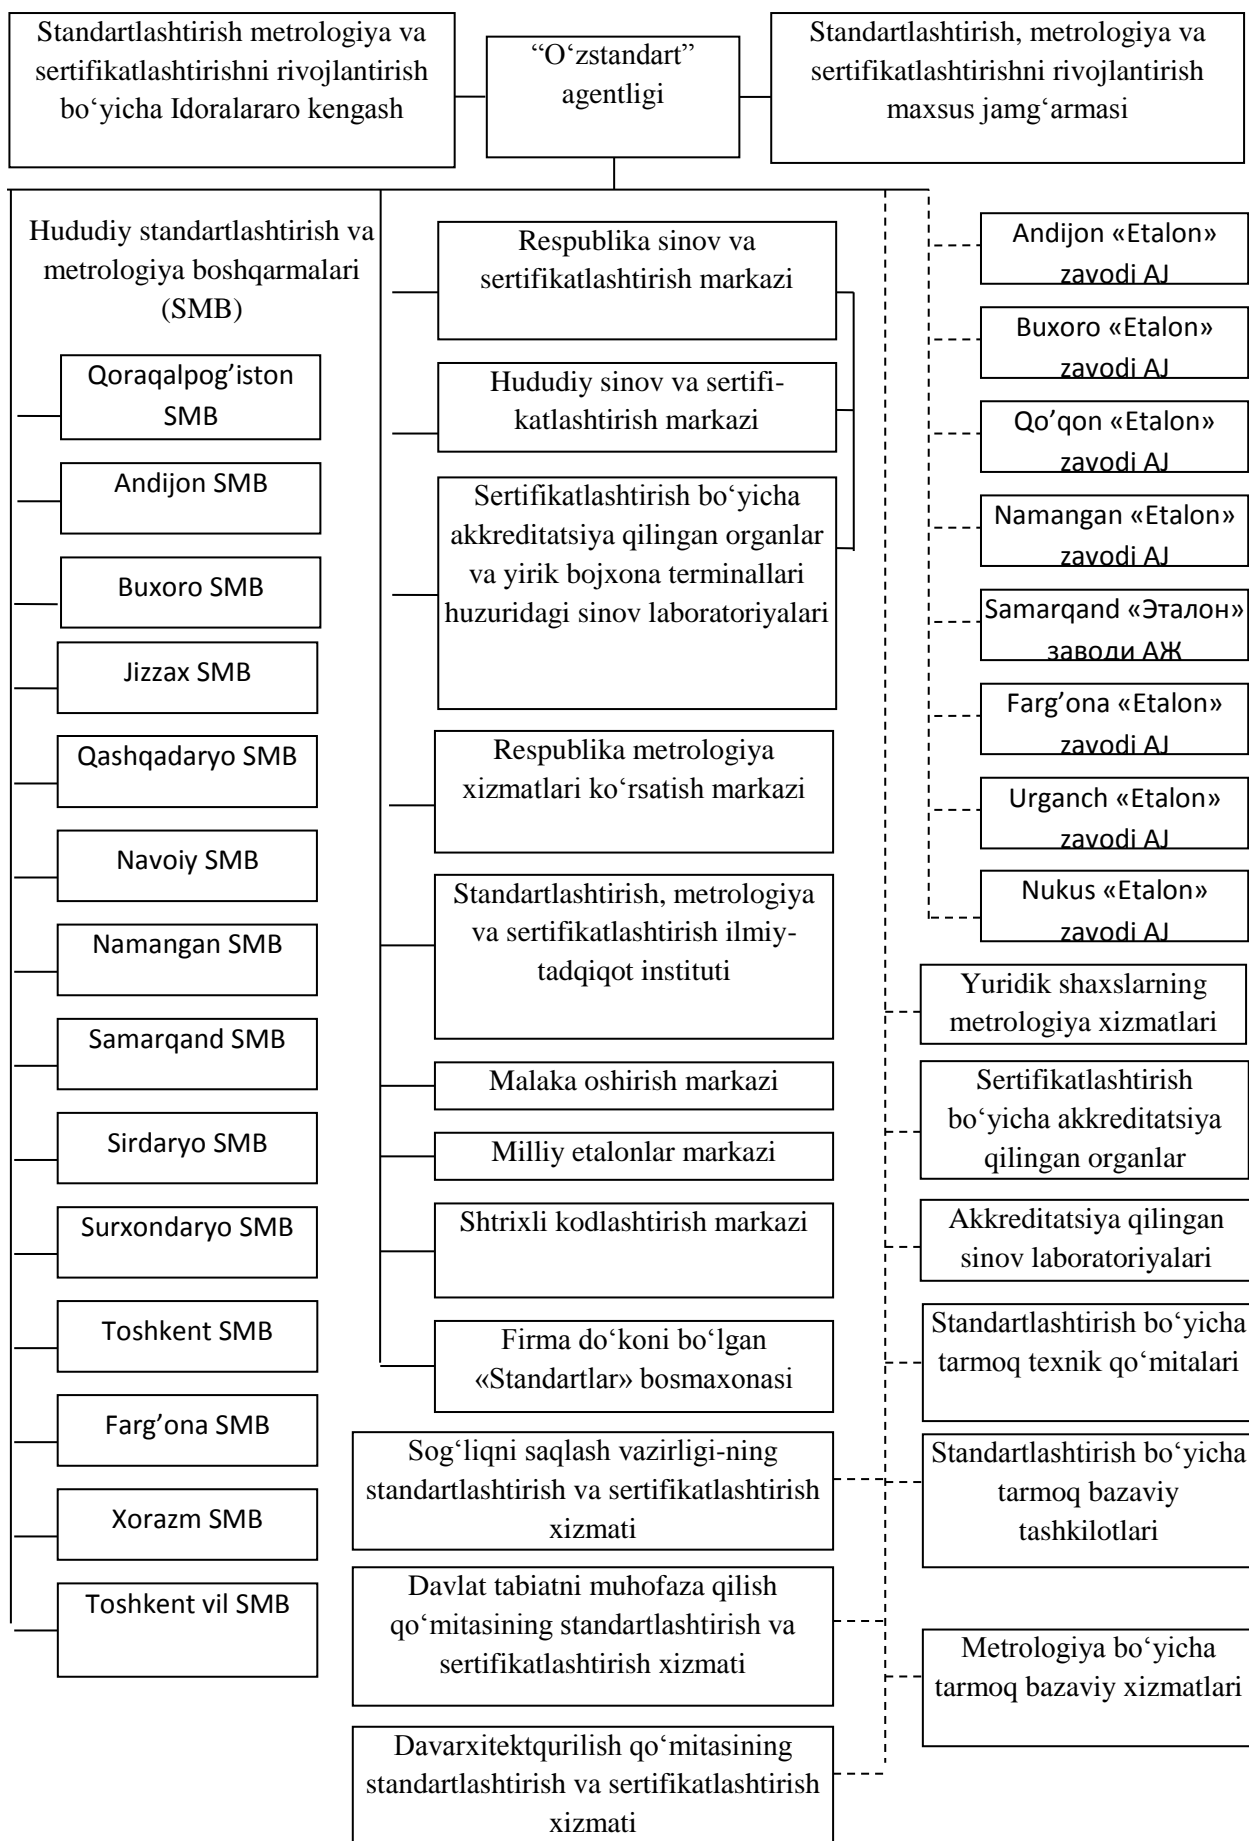 Standartlashtirish metrologiya va
sertifikatlashtirishni rivojlantirish
bo‘yicha Idoralararo kengash
“O‘zstandart”
agentligi
Standartlashtirish, metrologiya va
sertifikatlashtirishni rivojlantirish
maxsus jamg‘armasi
Hududiy standartlashtirish va
metrologiya boshqarmalari
(SMB)
Qoraqalpog’iston
SMB
Andijon SMB
Buxoro SMB
Jizzax SMB
Qashqadaryo SMB
Navoiy SMB
Namangan SMB
Samarqand SMB
Sirdaryo SMB
Surxondaryo SMB
Toshkent SMB
Farg’ona SMB
Xorazm SMB
Toshkent vil SMB
Respublika sinov va
sertifikatlashtirish markazi
Hududiy sinov va sertifi-
katlashtirish markazi
Sertifikatlashtirish bo‘yicha
akkreditatsiya qilingan organlar
va yirik bojxona terminallari
huzuridagi sinov laboratoriyalari
Respublika metrologiya
xizmatlari ko‘rsatish markazi
Standartlashtirish, metrologiya
va sertifikatlashtirish ilmiy-
tadqiqot instituti
Malaka oshirish markazi
Milliy etalonlar markazi
Shtrixli kodlashtirish markazi
Firma do‘koni bo‘lgan
«Standartlar» bosmaxonasi
Sog‘liqni saqlash vazirligi-ning
standartlashtirish va sertifikatlashtirish
xizmati
Davlat tabiatni muhofaza qilish
qo‘mitasining standartlashtirish va
sertifikatlashtirish xizmati
Davarxitektqurilish qo‘mitasining
standartlashtirish va sertifikatlashtirish
xizmati
Andijon «Etalon»
zavodi AJ
Buxoro «Etalon»
zavodi AJ
Qo’qon «Etalon»
zavodi AJ
Namangan «Etalon»
zavodi AJ
Samarqand «Эталон»
заводи АЖ
Farg’ona «Etalon»
zavodi AJ
Urganch «Etalon»
zavodi AJ
Nukus «Etalon»
zavodi AJ
Yuridik shaxslarning
metrologiya xizmatlari
Sertifikatlashtirish
bo‘yicha akkreditatsiya
qilingan organlar
Akkreditatsiya qilingan
sinov laboratoriyalari
Standartlashtirish bo‘yicha
tarmoq texnik qo‘mitalari
Standartlashtirish bo‘yicha
tarmoq bazaviy
tashkilotlari
Metrologiya bo‘yicha
tarmoq bazaviy xizmatlari